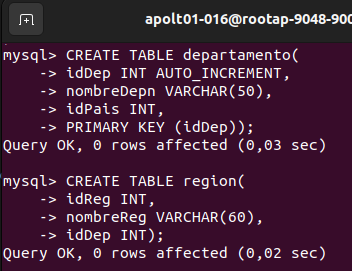 apolt01-016@rootap-9048-900
mysql> CREATE TABLE departamento(
-> idDep INT AUTO_INCREMENT,
-> nombreDepn VARCHAR(50),
-> idPais INT,
-> PRIMARY KEY (idDep));
Query OK, 0 rows affected (0,03 sec)
mysql> CREATE TABLE region(
-> idReg INT,
-> nombreReg VARCHAR(60),
-> idDep INT);
Query OK, 0 rows affected (0,02 sec)